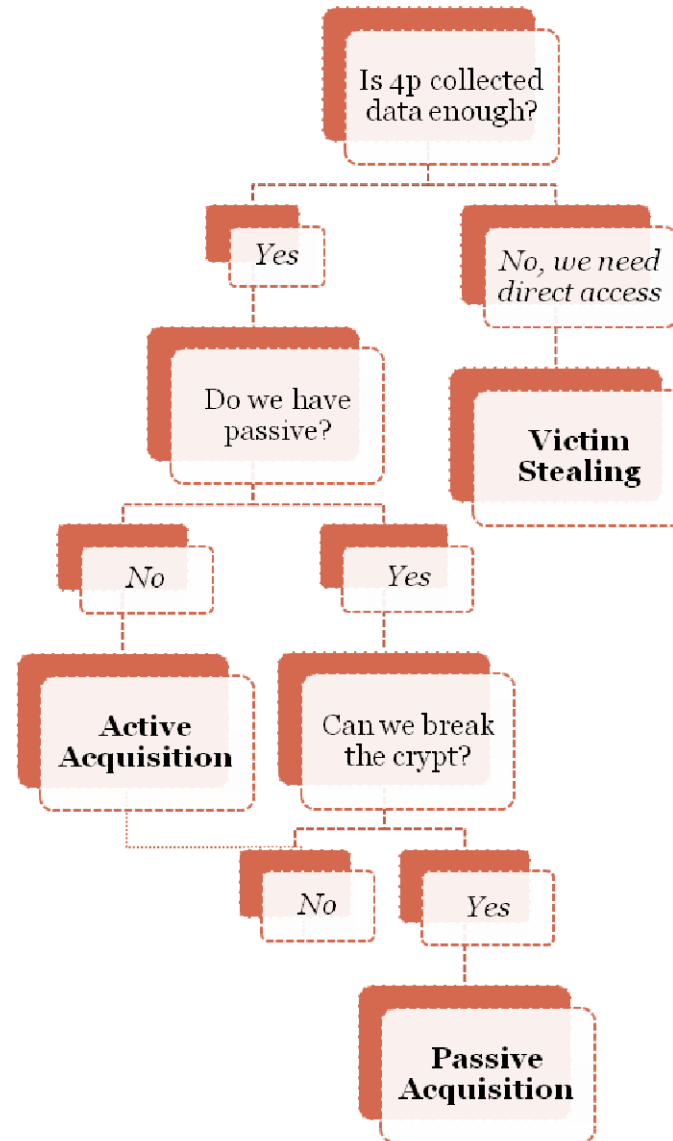 Is 4p collected
data enough?
Yes
No, we need
direct access
Do we have
passive?
Victim
Stealing
No
Yes
Active
Acquisition
Can we break
the crypt?
No
Yes
Passive
Acquisition